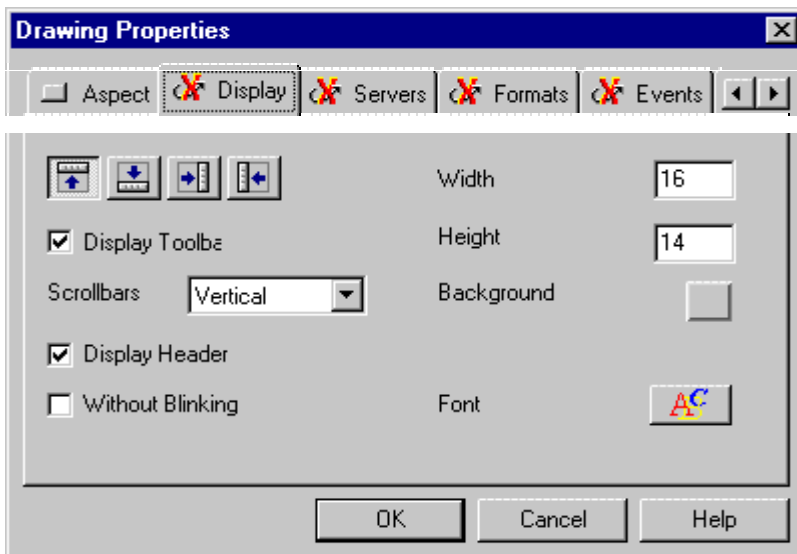 Drawing Properties
Aspect Display Servers Formats Events
Width 16
Display Toolba Height 14
Scrollbars Vertical Background
Display Header
Without Blinking Font AC
OK Cancel Help